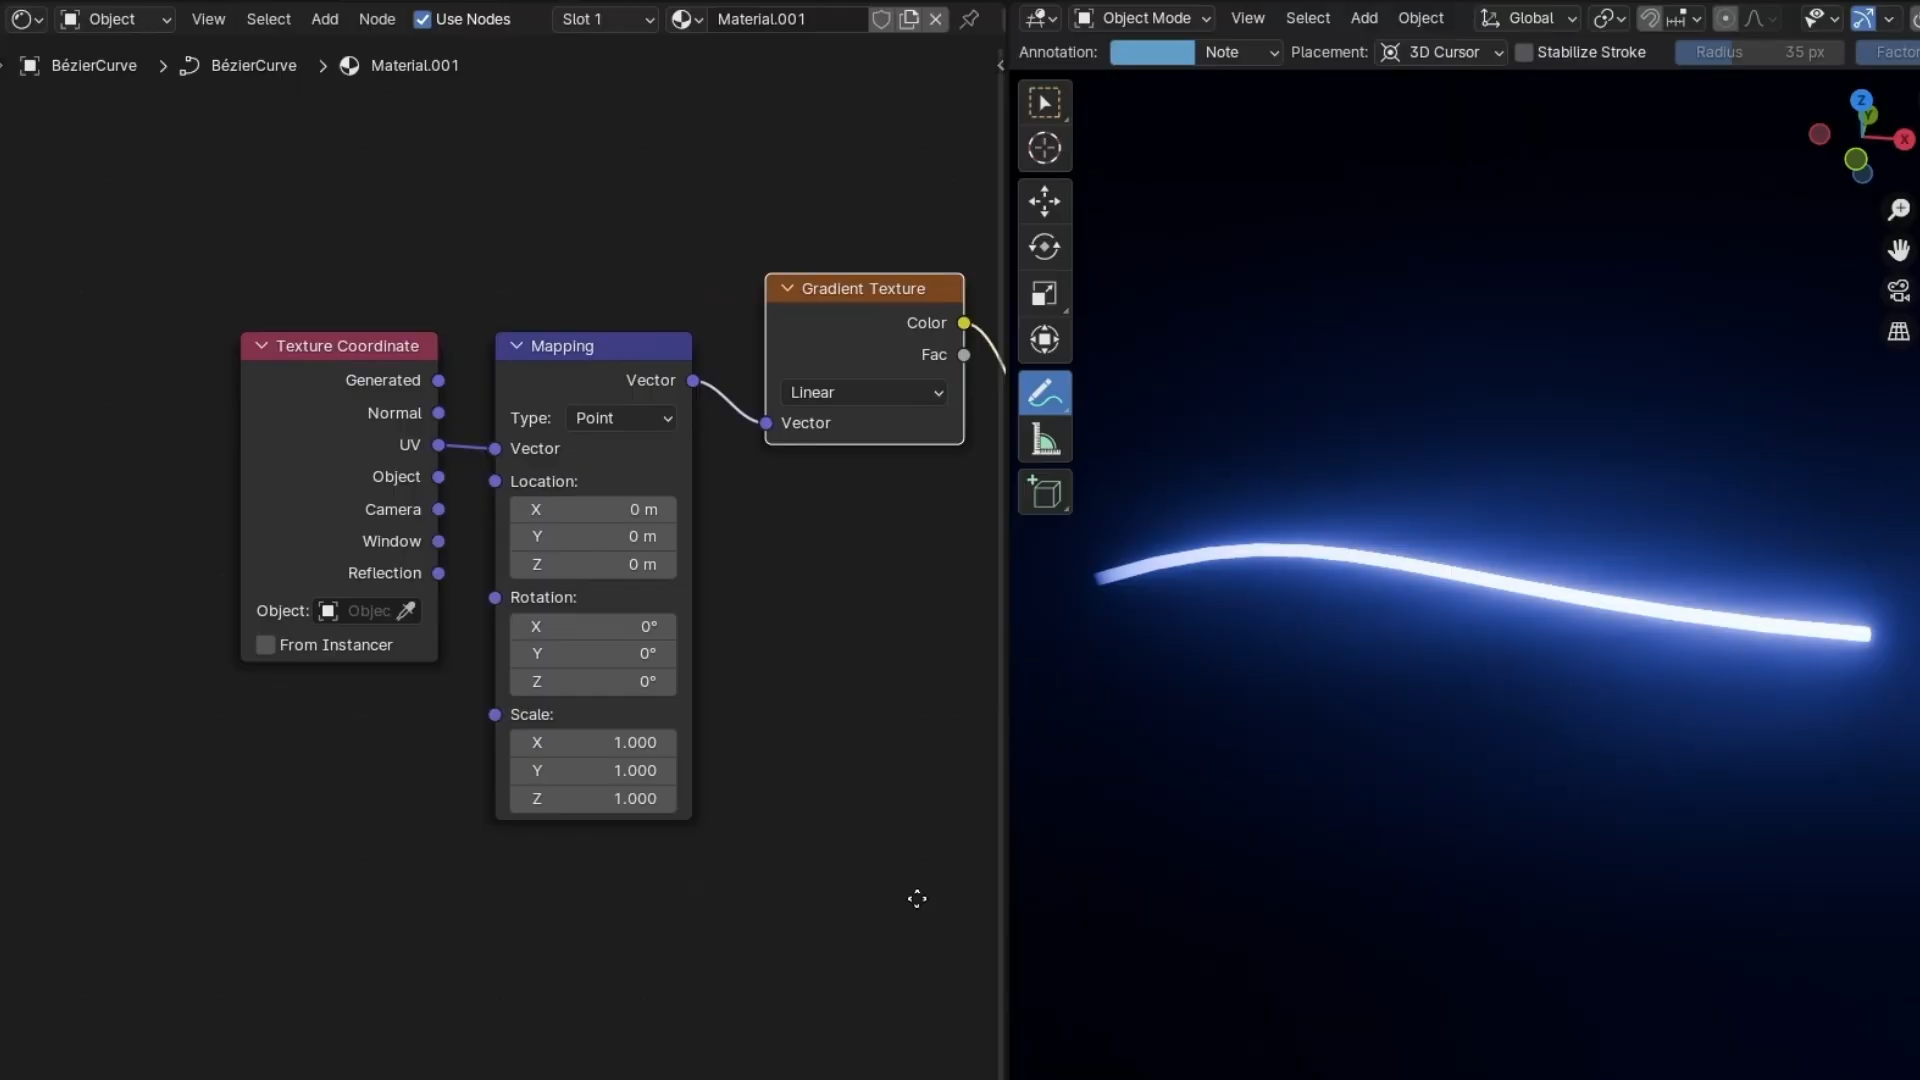 Object View Select Add Node Use Nodes Slot 1 Material.001
BézierCurve BézierCurve Material.001
Object Mode View Select Add Object Global
Annotation: Note Placement: 3D Cursor Stabilize Stroke Radius 35 px Factor
Z
Y
X
Texture Coordinate
Generated
Normal
UV
Object
Camera
Window
Reflection
Object: Objec
From Instancer
Mapping
Vector
Type: Point
Vector
Location:
X 0 m
Y 0 m
Z 0 m
Rotation:
X 0°
Y 0°
Z 0°
Scale:
X 1.000
Y 1.000
Z 1.000
Gradient Texture
Color
Fac
Linear
Vector